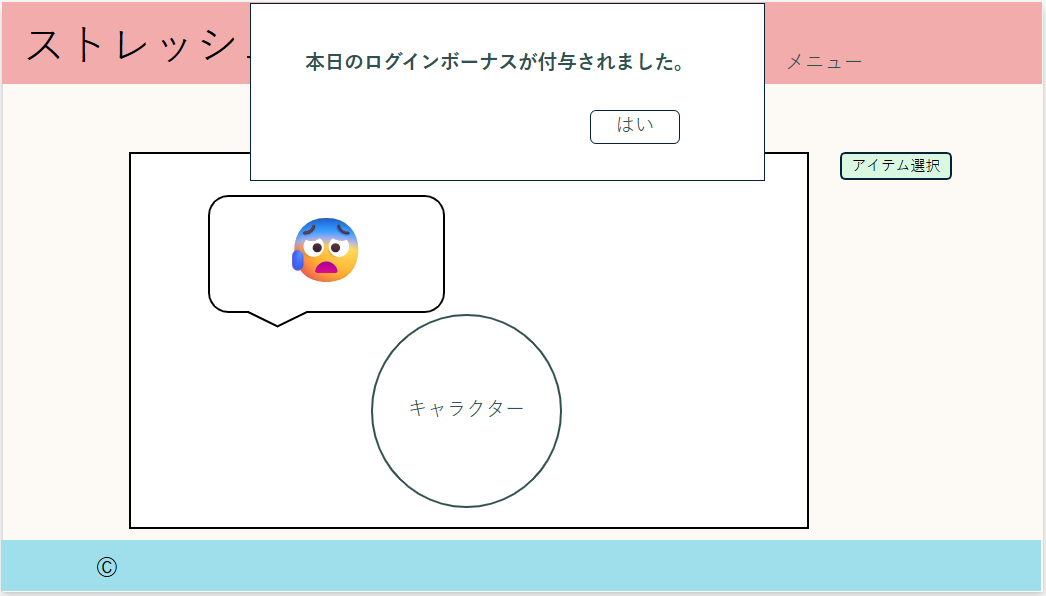 ストレッシ
本日のログインボーナスが付与されました。
メニュー
はい
アイテム選択
キャラクター
©